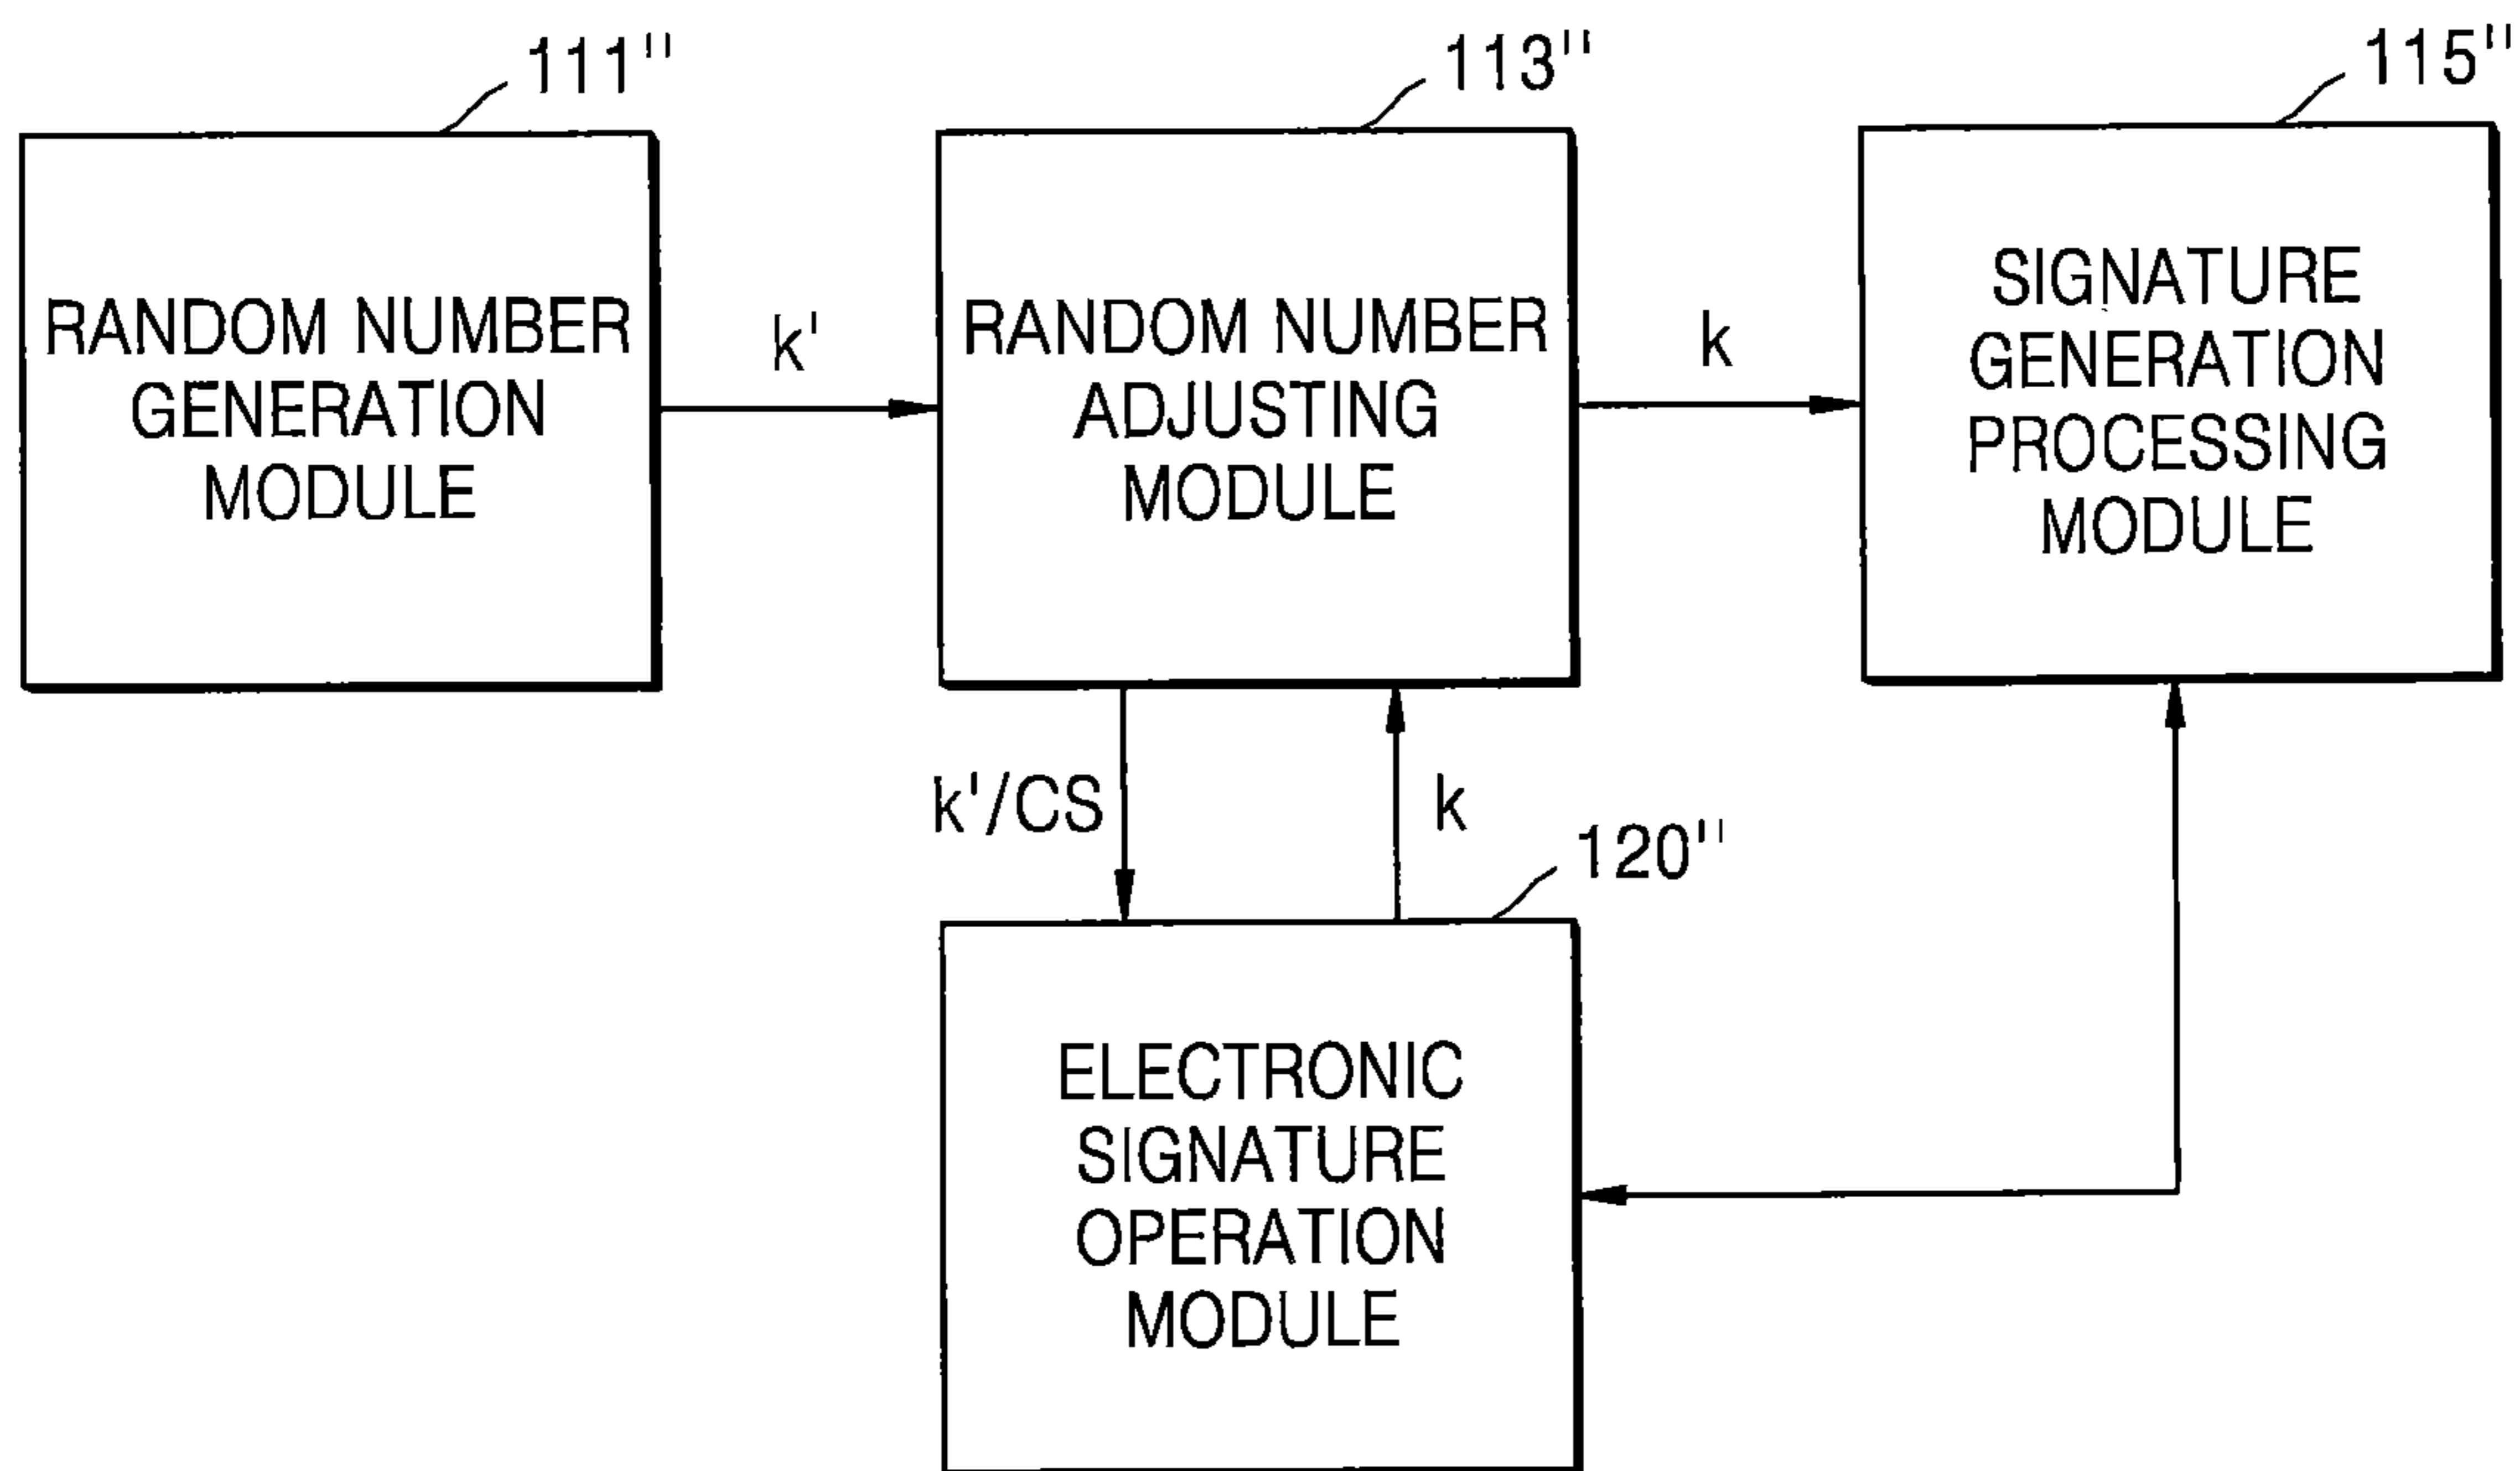 111''
113''
115''
RANDOM NUMBER
GENERATION
MODULE
k'
RANDOM NUMBER
ADJUSTING
MODULE
k
SIGNATURE
GENERATION
PROCESSING
MODULE
k'/CS
k
120''
ELECTRONIC
SIGNATURE
OPERATION
MODULE